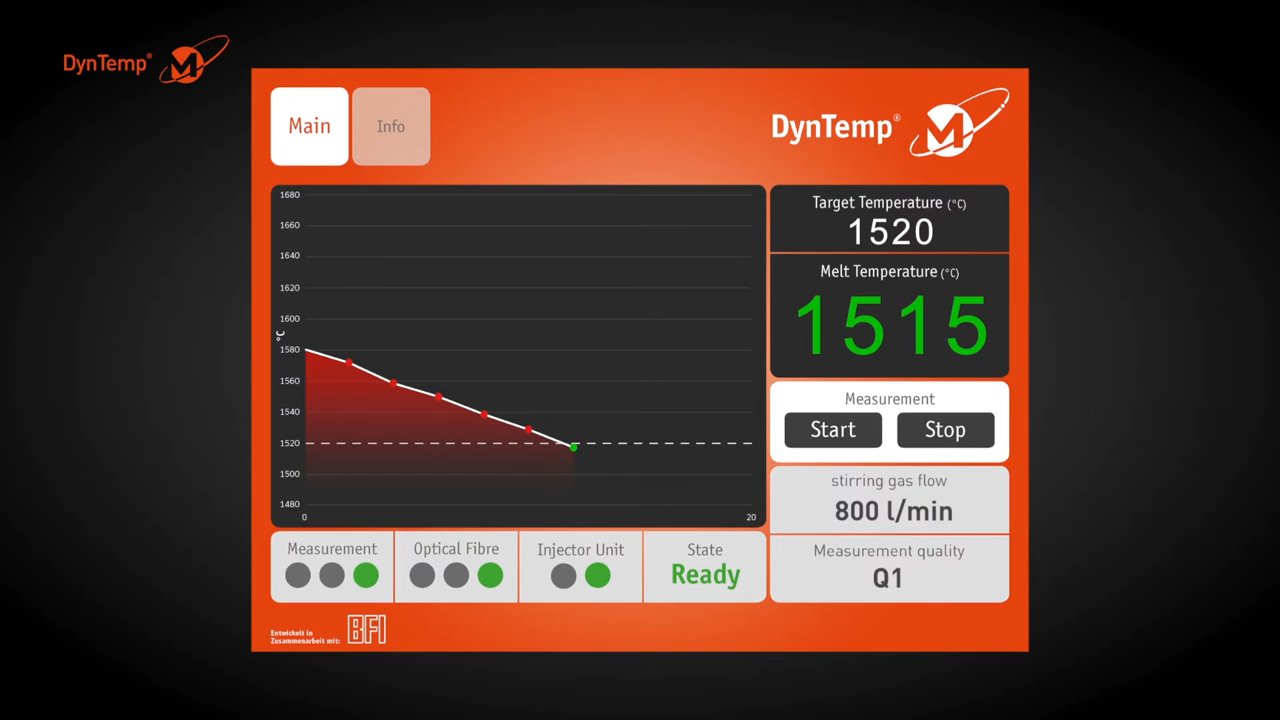 DynTemp®
Main
Info
DynTemp®
1680
1660
1640
1620
1600
°C
1580
1560
1540
1520
1500
1480
0
20
Target Temperature (°C)
1520
Melt Temperature (°C)
1515
Measurement
Start
Stop
stirring gas flow
800 l/min
Measurement quality
Q1
Measurement
Optical Fibre
Injector Unit
State
Ready
Entwickelt in
Zusammenarbeit mit:
BFI